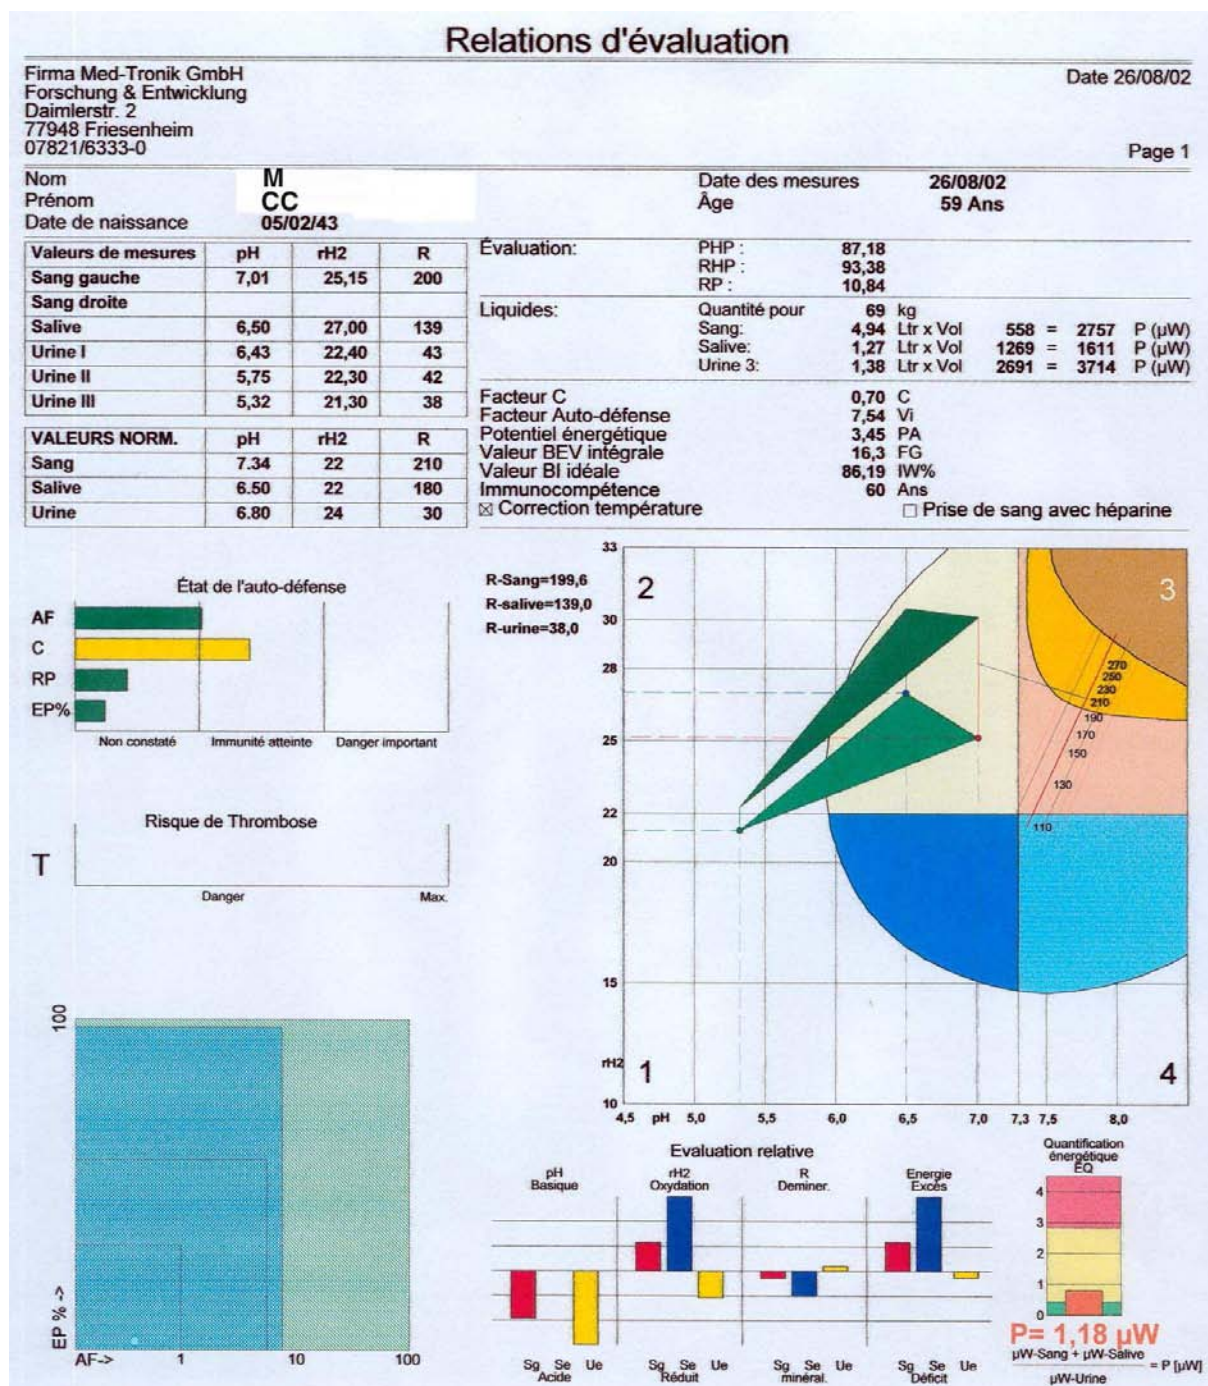 Relations d'évaluation
Firma Med-Tronik GmbH
Date 26/08/02
Forschung & Entwicklung
Daimlerstr. 2
77948 Friesenheim
07821/6333-0
Page 1
Nom M
Prénom CC
Date de naissance 05/02/43
Date des mesures 26/08/02
Âge 59 Ans
Valeurs de mesures pH rH2 R
Sang gauche 7,01 25,15 200
Sang droite
Salive 6,50 27,00 139
Urine I 6,43 22,40 43
Urine II 5,75 22,30 42
Urine III 5,32 21,30 38
VALEURS NORM. pH rH2 R
Sang 7.34 22 210
Salive 6.50 22 180
Urine 6.80 24 30
Évaluation: PHP : 87,18
RHP : 93,38
RP : 10,84
Liquides: Quantité pour 69 kg
Sang: 4,94 Ltr x Vol 558 = 2757 P (µW)
Salive: 1,27 Ltr x Vol 1269 = 1611 P (µW)
Urine 3: 1,38 Ltr x Vol 2691 = 3714 P (µW)
Facteur C 0,70 C
Facteur Auto-défense 7,54 Vi
Potentiel énergétique 3,45 PA
Valeur BEV intégrale 16,3 FG
Valeur BI idéale 86,19 IW%
Immunocompétence 60 Ans
☒ Correction température ☐ Prise de sang avec héparine
État de l'auto-défense
AF
C
RP
EP%
Non constaté Immunité atteinte Danger important
Risque de Thrombose
T
Danger Max.
100
EP % ->
AF-> 1 10 100
R-Sang=199,6
R-salive=139,0
R-urine=38,0
33
30
28
25
22
20
15
rH2
10
2
3
1
4
270
250
230
210
190
170
150
130
110
4,5 pH 5,0 5,5 6,0 6,5 7,0 7,3 7,5 8,0
Evaluation relative
pH Basique
rH2 Oxydation
R Deminer.
Energie Excés
Sg Se Ue Sg Se Ue Sg Se Ue Sg Se Ue
Acide Réduit minéral. Déficit
Quantification
énergétique
EQ
4
3
2
1
0
P= 1,18 µW
µW-Sang + µW-Salive
= P [µW]
µW-Urine